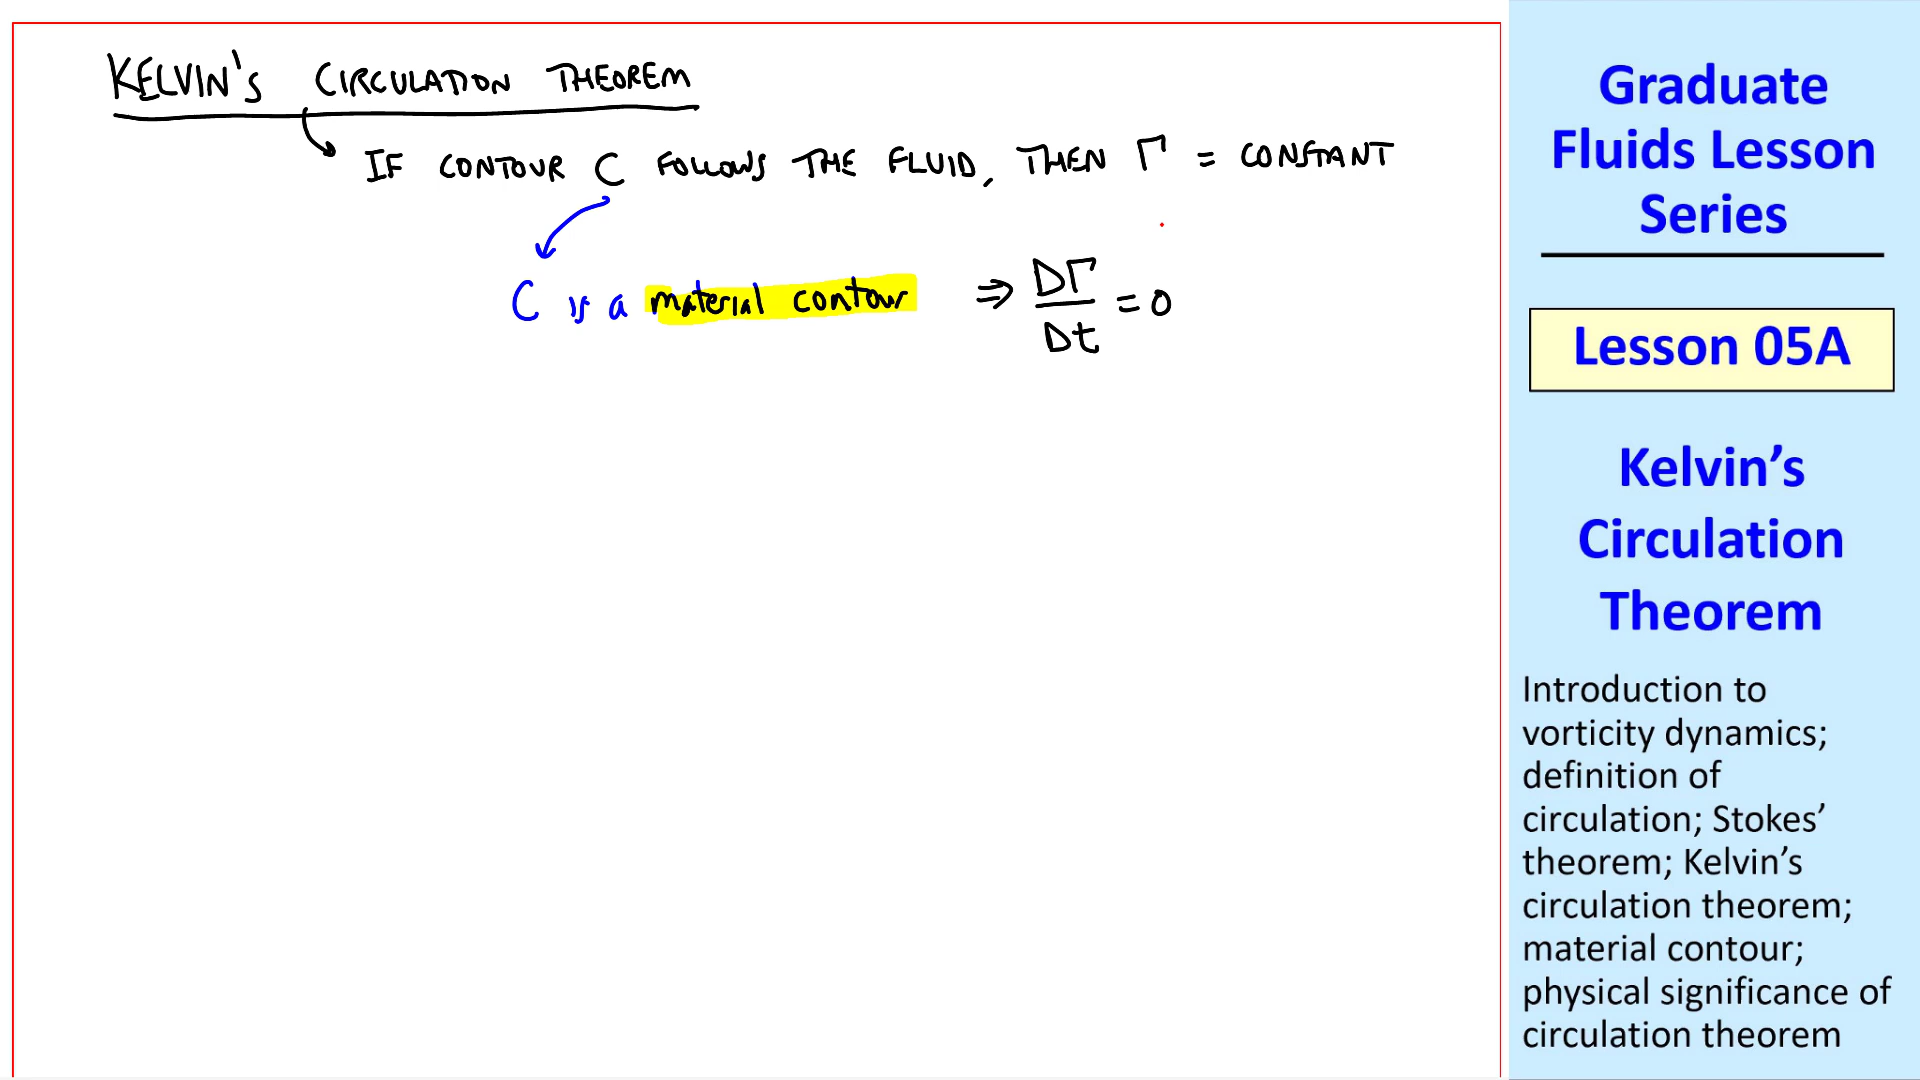 KELVIN'S CIRCULATION THEOREM
IF CONTOUR C FOLLOWS THE FLUID, THEN Γ = CONSTANT
C is a material contour ⇒ DΓ/Dt = 0
Graduate
Fluids Lesson
Series
Lesson 05A
Kelvin’s
Circulation
Theorem
Introduction to
vorticity dynamics;
definition of
circulation; Stokes’
theorem; Kelvin’s
circulation theorem;
material contour;
physical significance of
circulation theorem